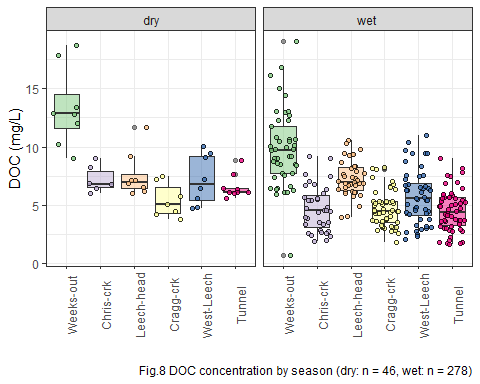 dry wet
DOC (mg/L)
15
10
5
0
Weeks-out Chris-crk Leech-head Cragg-crk West-Leech Tunnel Weeks-out Chris-crk Leech-head Cragg-crk West-Leech Tunnel
Fig.8 DOC concentration by season (dry: n = 46, wet: n = 278)